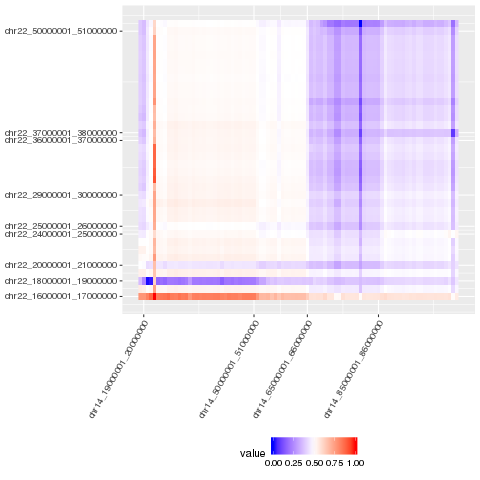 chr22_50000001_51000000
chr22_37000001_38000000
chr22_36000001_37000000
chr22_29000001_30000000
chr22_25000001_26000000
chr22_24000001_25000000
chr22_20000001_21000000
chr22_18000001_19000000
chr22_16000001_17000000
chr14_19000001_20000000
chr14_50000001_51000000
chr14_65000001_66000000
chr14_85000001_86000000
value
0.00 0.25 0.50 0.75 1.00